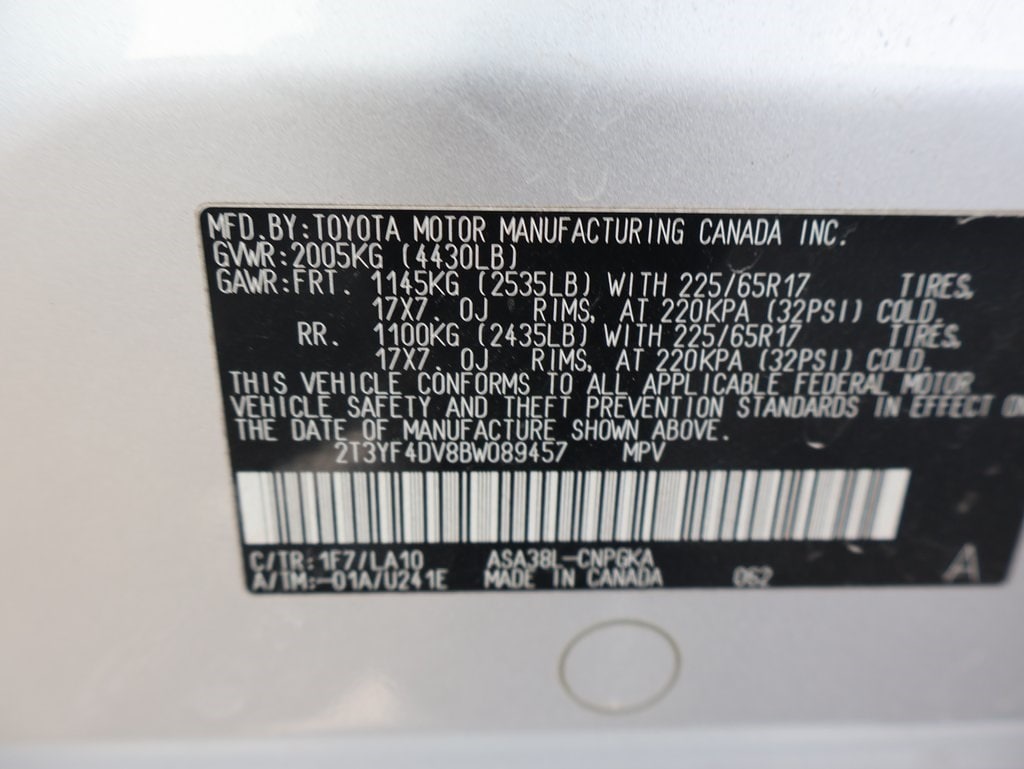 MFD.BY:TOYOTA MOTOR MANUFACTURING CANADA INC.
GVWR:2005KG (4430LB)
GAWR:FRT. 1145KG (2535LB) WITH 225/65R17 TIRES,
17X7.0J RIMS, AT 220KPA (32PSI) COLD.
RR. 1100KG (2435LB) WITH 225/65R17 TIRES,
17X7.0J RIMS, AT 220KPA (32PSI) COLD.
THIS VEHICLE CONFORMS TO ALL APPLICABLE FEDERAL MOTOR
VEHICLE SAFETY AND THEFT PREVENTION STANDARDS IN EFFECT ON
THE DATE OF MANUFACTURE SHOWN ABOVE.
2T3YF4DV8BW089457 MPV
C/TR:1F7/LA10 ASA38L-CNPGKA
A/TM:-01A/U241E MADE IN CANADA 062 A